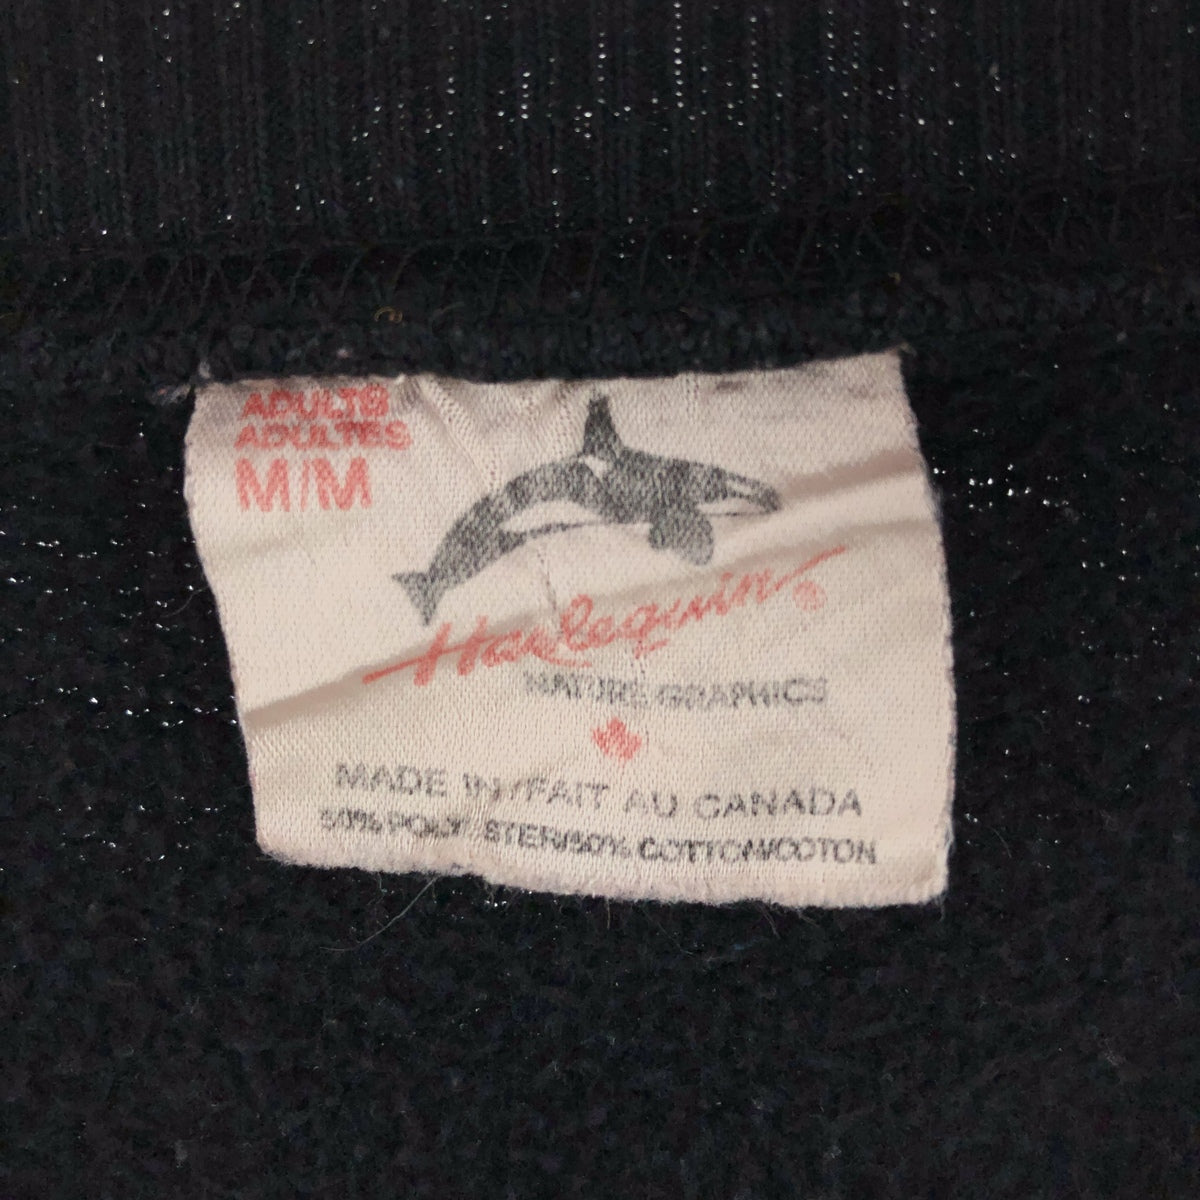 ADULTS
ADULTES
M/M
Harlequin®
NATURE GRAPHICS
MADE IN/FAIT AU CANADA
50% POLYESTER/50% COTTON/COTON